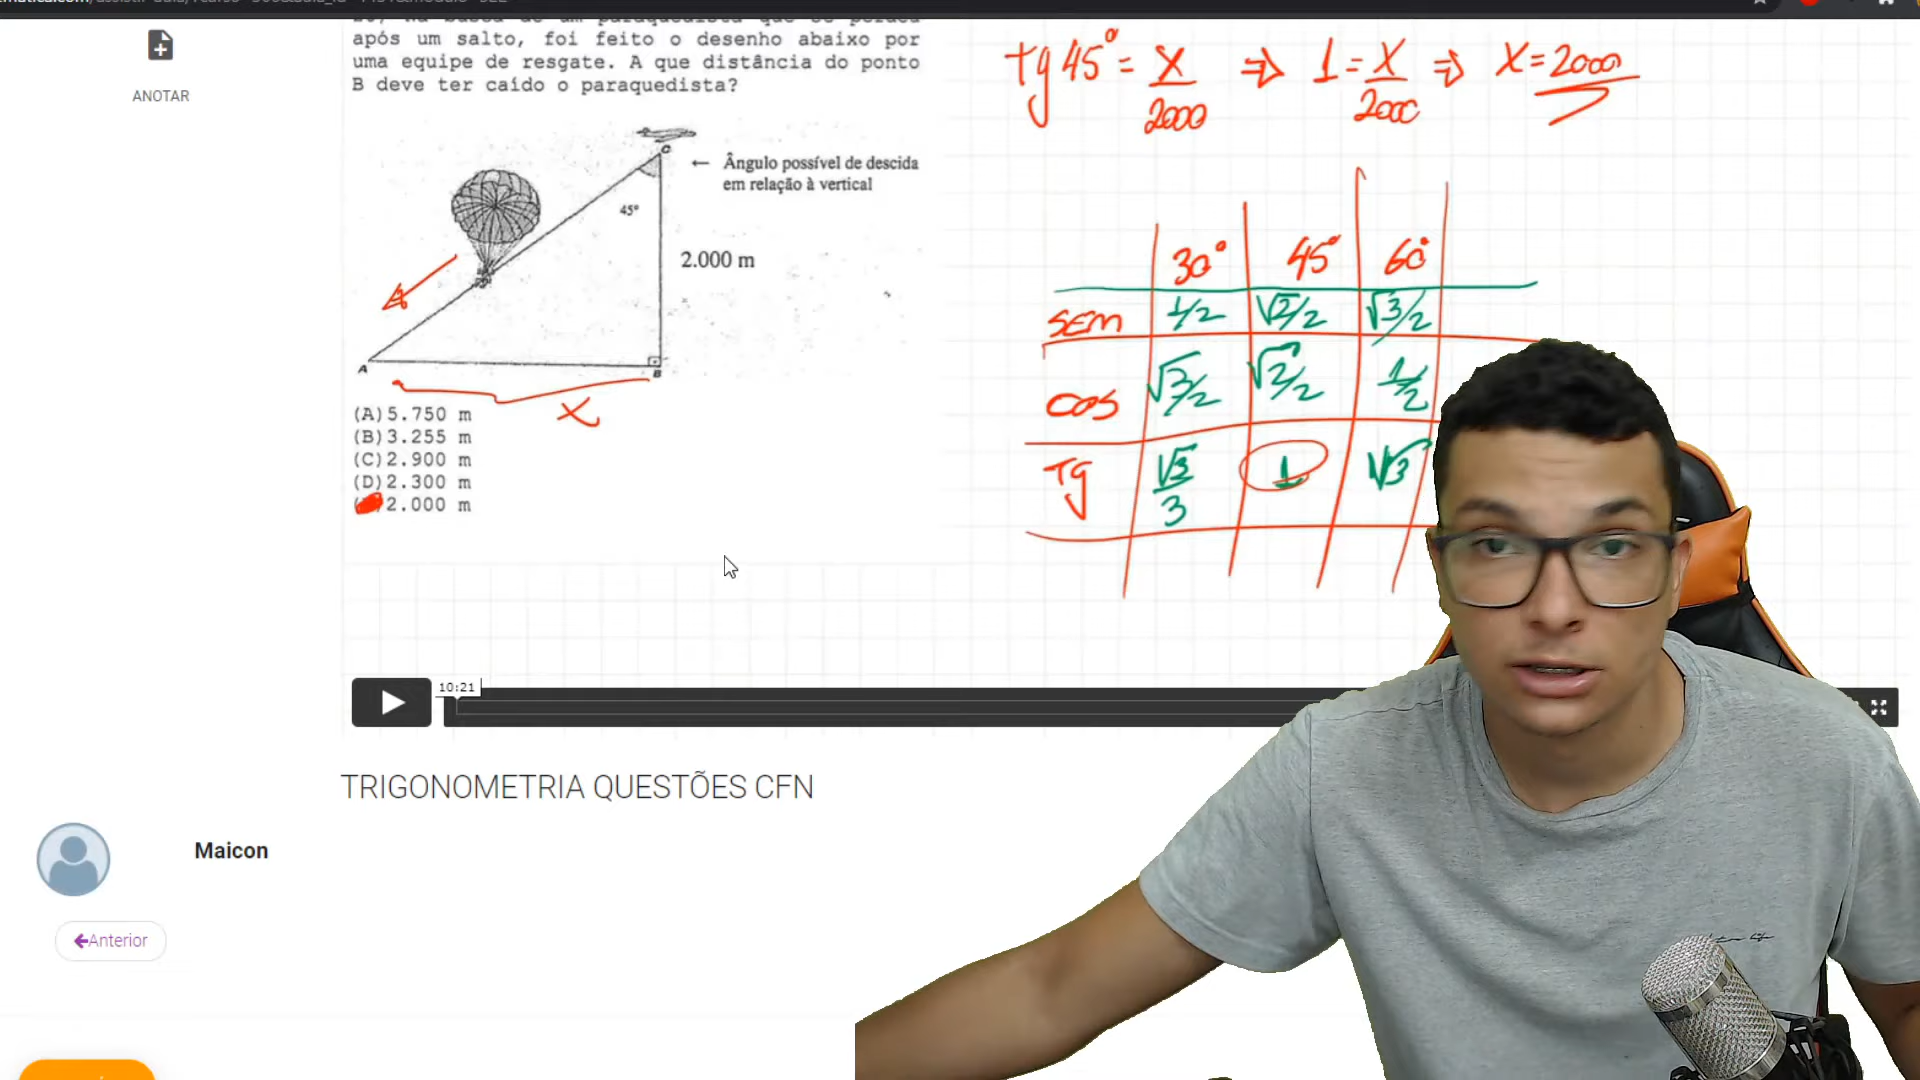 ANOTAR
após um salto, foi feito o desenho abaixo por
uma equipe de resgate. A que distância do ponto
B deve ter caído o paraquedista?
C
← Ângulo possível de descida
em relação à vertical
45°
2.000 m
A
B
x
(A) 5.750 m
(B) 3.255 m
(C) 2.900 m
(D) 2.300 m
2.000 m
tg 45° = x/2000 ⇒ 1 = x/2000 ⇒ x = 2000
30° 45° 60°
sem 1/2 √2/2 √3/2
cos √3/2 √2/2 1/2
Tg √3/3 1 √3
10:21
TRIGONOMETRIA QUESTÕES CFN
Maicon
←Anterior